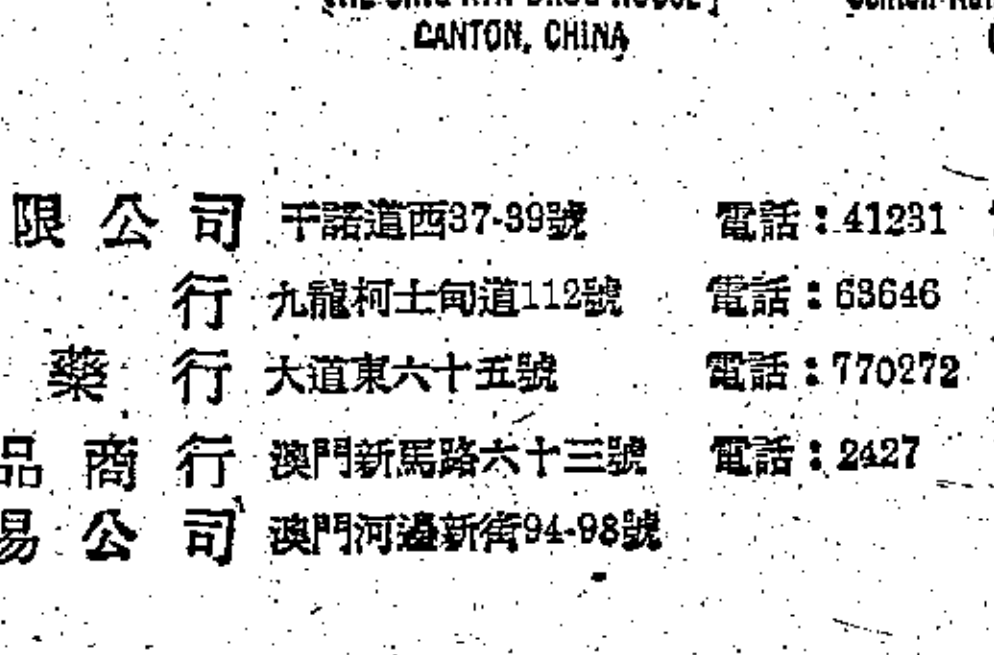 CANTON, CHINA
限公司 干諾道西37-39號 電話：41231
行 九龍柯士甸道112號 電話：63646
藥行 大道東六十五號 電話：770272
品商行 澳門新馬路六十三號 電話：2427
易公司 澳門河邊新街94-98號